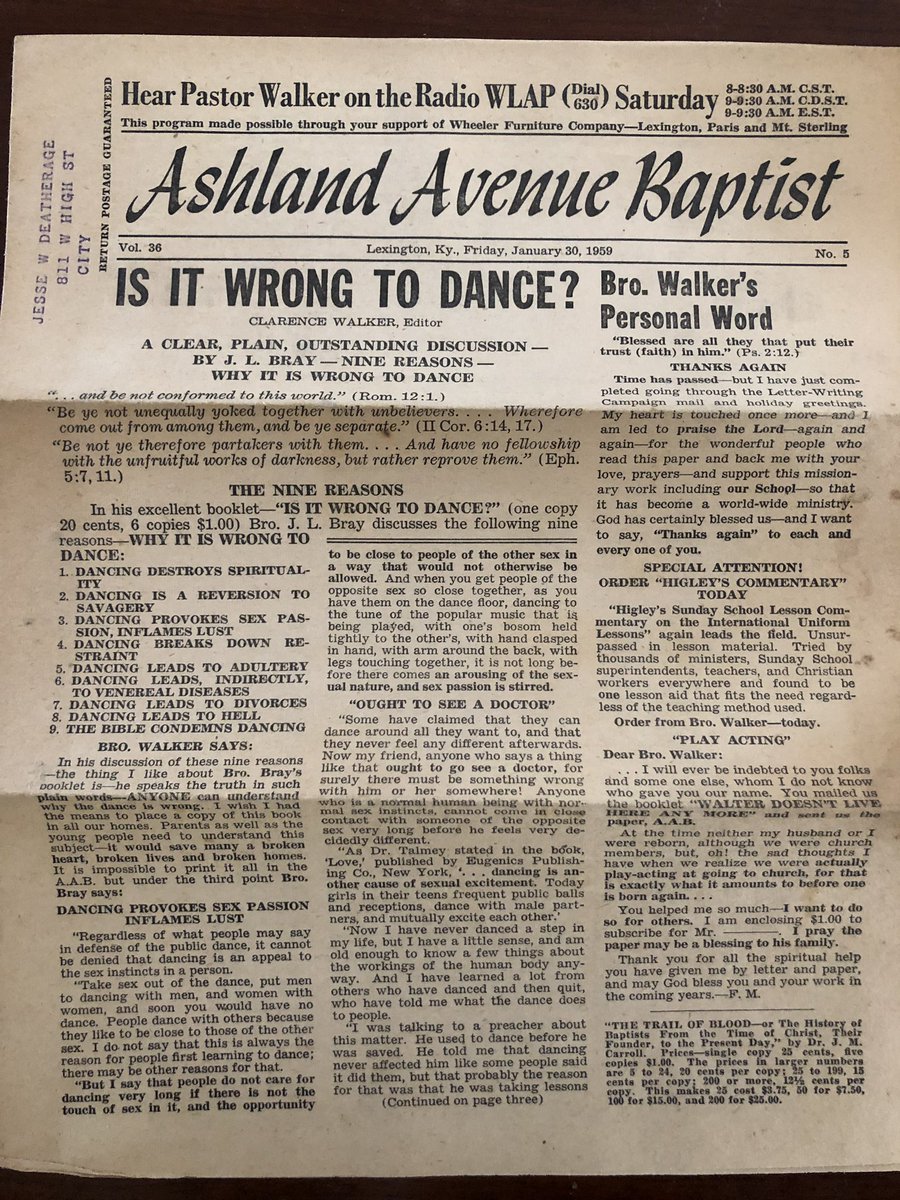 Hear Pastor Walker on the Radio WLAP (Dial 630) Saturday
8-8:30 A.M. C.S.T.
9-9:30 A.M. C.D.S.T.
9-9:30 A.M. E.S.T.
This program made possible through your support of Wheeler Furniture Company—Lexington, Paris and Mt. Sterling
RETURN POSTAGE GUARANTEED
JESSE W DEATHERAGE
811 W HIGH ST
CITY
Ashland Avenue Baptist
Vol. 36
Lexington, Ky., Friday, January 30, 1959
No. 5
IS IT WRONG TO DANCE?
CLARENCE WALKER, Editor
A CLEAR, PLAIN, OUTSTANDING DISCUSSION —
BY J. L. BRAY — NINE REASONS —
WHY IT IS WRONG TO DANCE
". . . and be not conformed to this world." (Rom. 12:1.)
"Be ye not unequally yoked together with unbelievers. . . . Wherefore
come out from among them, and be ye separate." (II Cor. 6:14, 17.)
"Be not ye therefore partakers with them. . . . And have no fellowship
with the unfruitful works of darkness, but rather reprove them." (Eph.
5:7, 11.)
THE NINE REASONS
In his excellent booklet—"IS IT WRONG TO DANCE?" (one copy
20 cents, 6 copies $1.00) Bro. J. L. Bray discusses the following nine
reasons—WHY IT IS WRONG TO
DANCE:
1. DANCING DESTROYS SPIRITUAL-
ITY
2. DANCING IS A REVERSION TO
SAVAGERY
3. DANCING PROVOKES SEX PAS-
SION, INFLAMES LUST
4. DANCING BREAKS DOWN RE-
STRAINT
5. DANCING LEADS TO ADULTERY
6. DANCING LEADS, INDIRECTLY,
TO VENEREAL DISEASES
7. DANCING LEADS TO DIVORCES
8. DANCING LEADS TO HELL
9. THE BIBLE CONDEMNS DANCING
BRO. WALKER SAYS:
In his discussion of these nine reasons
—the thing I like about Bro. Bray's
booklet is—he speaks the truth in such
plain words—ANYONE can understand
why the dance is wrong. I wish I had
the means to place a copy of this book
in all our homes. Parents as well as the
young people need to understand this
subject—it would save many a broken
heart, broken lives and broken homes.
It is impossible to print it all in the
A.A.B. but under the third point Bro.
Bray says:
DANCING PROVOKES SEX PASSION
INFLAMES LUST
"Regardless of what people may say
in defense of the public dance, it cannot
be denied that dancing is an appeal to
the sex instincts in a person.
"Take sex out of the dance, put men
to dancing with men, and women with
women, and soon you would have no
dance. People dance with others because
they like to be close to those of the other
sex. I do not say that this is always the
reason for people first learning to dance;
there may be other reasons for that.
"But I say that people do not care for
dancing very long if there is not the
touch of sex in it, and the opportunity
to be close to people of the other sex in
a way that would not otherwise be
allowed. And when you get people of the
opposite sex so close together, as you
have them on the dance floor, dancing to
the tune of the popular music that is
being played, with one's bosom held
tightly to the other's, with hand clasped
in hand, with arm around the back, with
legs touching together, it is not long be-
fore there comes an arousing of the sex-
ual nature, and sex passion is stirred.
"OUGHT TO SEE A DOCTOR"
"Some have claimed that they can
dance around all they want to, and that
they never feel any different afterwards.
Now my friend, anyone who says a thing
like that ought to go see a doctor, for
surely there must be something wrong
with him or her somewhere! Anyone
who is a normal human being with nor-
mal sex instincts, cannot come in close
contact with someone of the opposite
sex very long before he feels very de-
cidedly different.
"As Dr. Talmey stated in the book,
'Love,' published by Eugenics Publish-
ing Co., New York, '. . . dancing is an-
other cause of sexual excitement. Today
girls in their teens frequent public balls
and receptions, dance with male part-
ners, and mutually excite each other.'
"Now I have never danced a step in
my life, but I have a little sense, and am
old enough to know a few things about
the workings of the human body any-
way. And I have learned a lot from
others who have danced and then quit,
who have told me what the dance does
to people.
"I was talking to a preacher about
this matter. He used to dance before he
was saved. He told me that dancing
never affected him like some people said
it did them, but that probably the reason
for that was that he was taking lessons
(Continued on page three)
Bro. Walker's
Personal Word
"Blessed are all they that put their
trust (faith) in him." (Ps. 2:12.)
THANKS AGAIN
Time has passed—but I have just com-
pleted going through the Letter-Writing
Campaign mail and holiday greetings.
My heart is touched once more—and I
am led to praise the Lord—again and
again—for the wonderful people who
read this paper and back me with your
love, prayers—and support this mission-
ary work including our School—so that
it has become a world-wide ministry.
God has certainly blessed us—and I want
to say, "Thanks again" to each and
every one of you.
SPECIAL ATTENTION!
ORDER "HIGLEY'S COMMENTARY"
TODAY
"Higley's Sunday School Lesson Com-
mentary on the International Uniform
Lessons" again leads the field. Unsur-
passed in lesson material. Tried by
thousands of ministers, Sunday School
superintendents, teachers, and Christian
workers everywhere and found to be
one lesson aid that fits the need regard-
less of the teaching method used.
Order from Bro. Walker—today.
"PLAY ACTING"
Dear Bro. Walker:
. . . I will ever be indebted to you folks
and some one else, whom I do not know
who gave you our name. You mailed us
the booklet "WALTER DOESN'T LIVE
HERE ANY MORE" and sent us the
paper, A.A.B.
At the time neither my husband or I
were reborn, although we were church
members, but, oh! the sad thoughts I
have when we realize we were actually
play-acting at going to church, for that
is exactly what it amounts to before one
is born again. . . .
You helped me so much—I want to do
so for others. I am enclosing $1.00 to
subscribe for Mr. ———. I pray the
paper may be a blessing to his family.
Thank you for all the spiritual help
you have given me by letter and paper,
and may God bless you and your work in
the coming years.—F. M.
"THE TRAIL OF BLOOD—or The History of
Baptists From the Time of Christ, Their
Founder, to the Present Day," by Dr. J. M.
Carroll. Prices—single copy 25 cents, five
copies $1.00. The prices in larger numbers
are 5 to 24, 20 cents per copy; 25 to 199, 15
cents per copy; 200 or more, 12½ cents per
copy. This makes 25 cost $3.75, 50 for $7.50,
100 for $15.00, and 200 for $25.00.